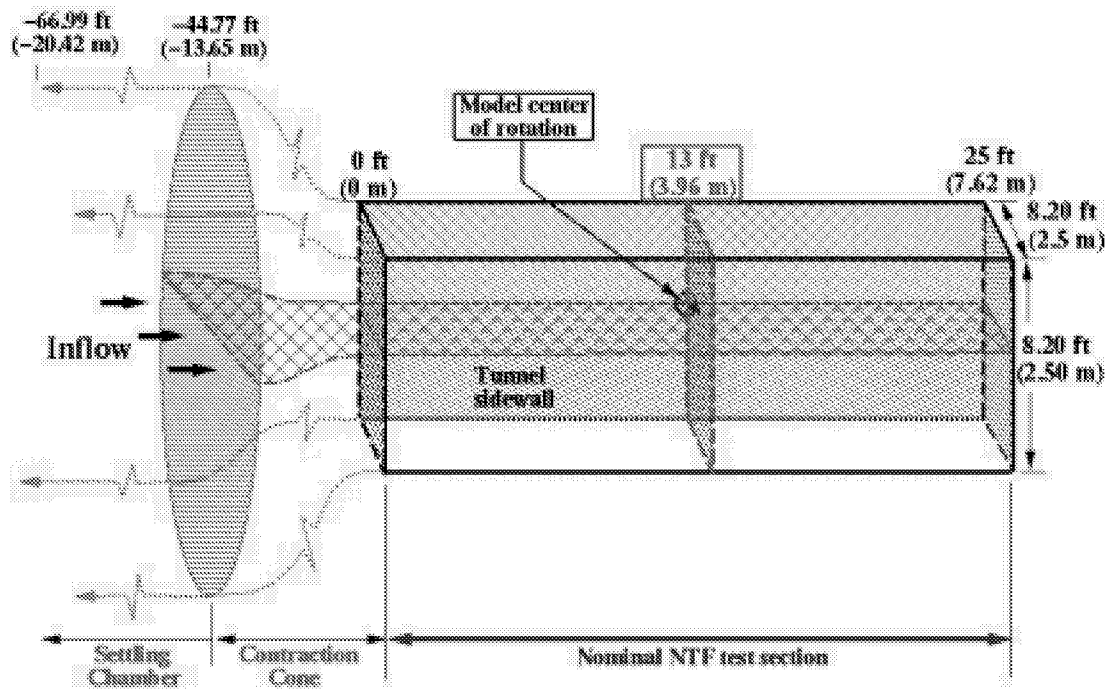 −66.99 ft
(−20.42 m)
−44.77 ft
(−13.65 m)
Model center
of rotation
0 ft
(0 m)
13 ft
(3.96 m)
25 ft
(7.62 m)
8.20 ft
(2.5 m)
Inflow
8.20 ft
(2.50 m)
Tunnel
sidewall
Settling
Chamber
Contraction
Cone
Nominal NTF test section